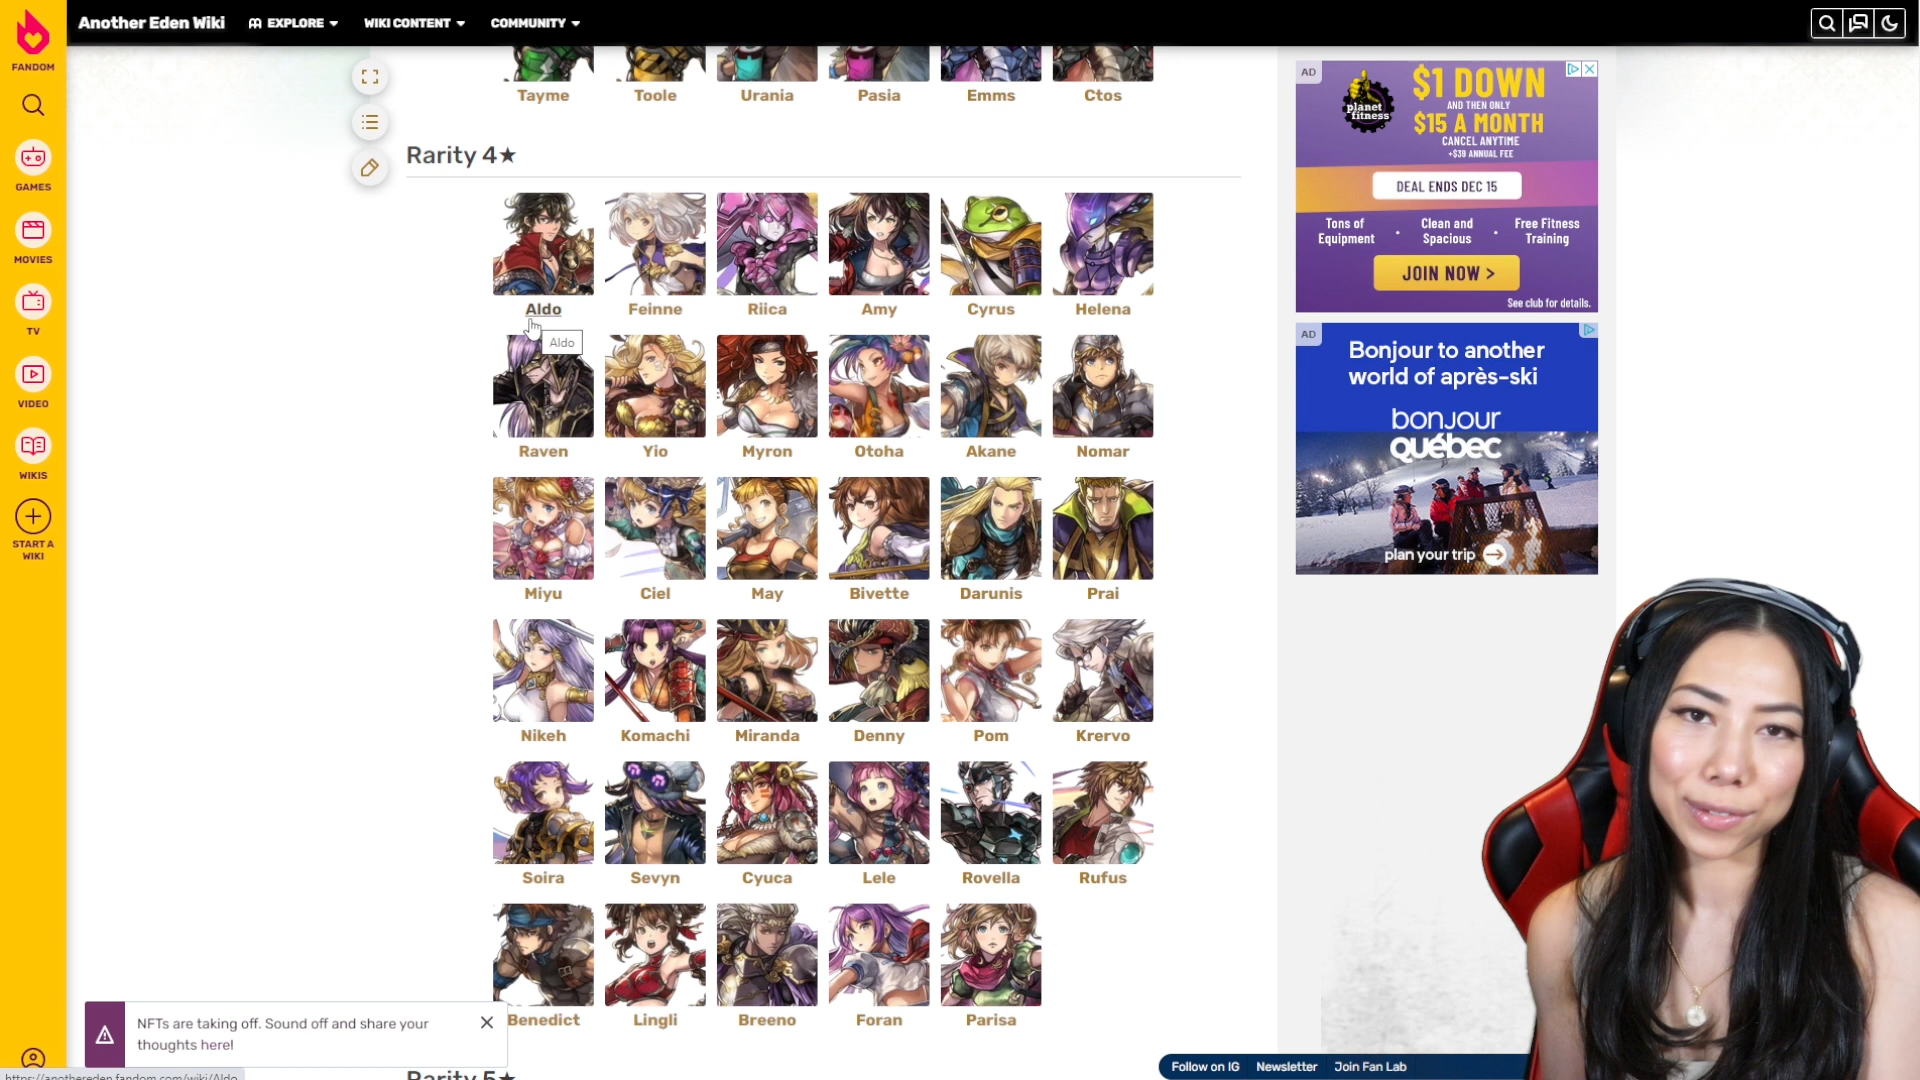 Another Eden Wiki
EXPLORE
WIKI CONTENT
COMMUNITY
FANDOM
GAMES
MOVIES
TV
VIDEO
WIKIS
START A
WIKI
Tayme
Toole
Urania
Pasia
Emms
Ctos
Rarity 4★
Aldo
Feinne
Riica
Amy
Cyrus
Helena
Aldo
Raven
Yio
Myron
Otoha
Akane
Nomar
Miyu
Ciel
May
Bivette
Darunis
Prai
Nikeh
Komachi
Miranda
Denny
Pom
Krervo
Soira
Sevyn
Cyuca
Lele
Rovella
Rufus
Benedict
Lingli
Breeno
Foran
Parisa
Rarity 5★
NFTs are taking off. Sound off and share your
thoughts here!
https://anothereden.fandom.com/wiki/Aldo
AD
planet
fitness
$1 DOWN
AND THEN ONLY
$15 A MONTH
CANCEL ANYTIME
+$39 ANNUAL FEE
DEAL ENDS DEC 15
Tons of
Equipment
•
Clean and
Spacious
•
Free Fitness
Training
JOIN NOW >
See club for details.
AD
Bonjour to another
world of après-ski
bonjour
québec
plan your trip
Follow on IG
Newsletter
Join Fan Lab